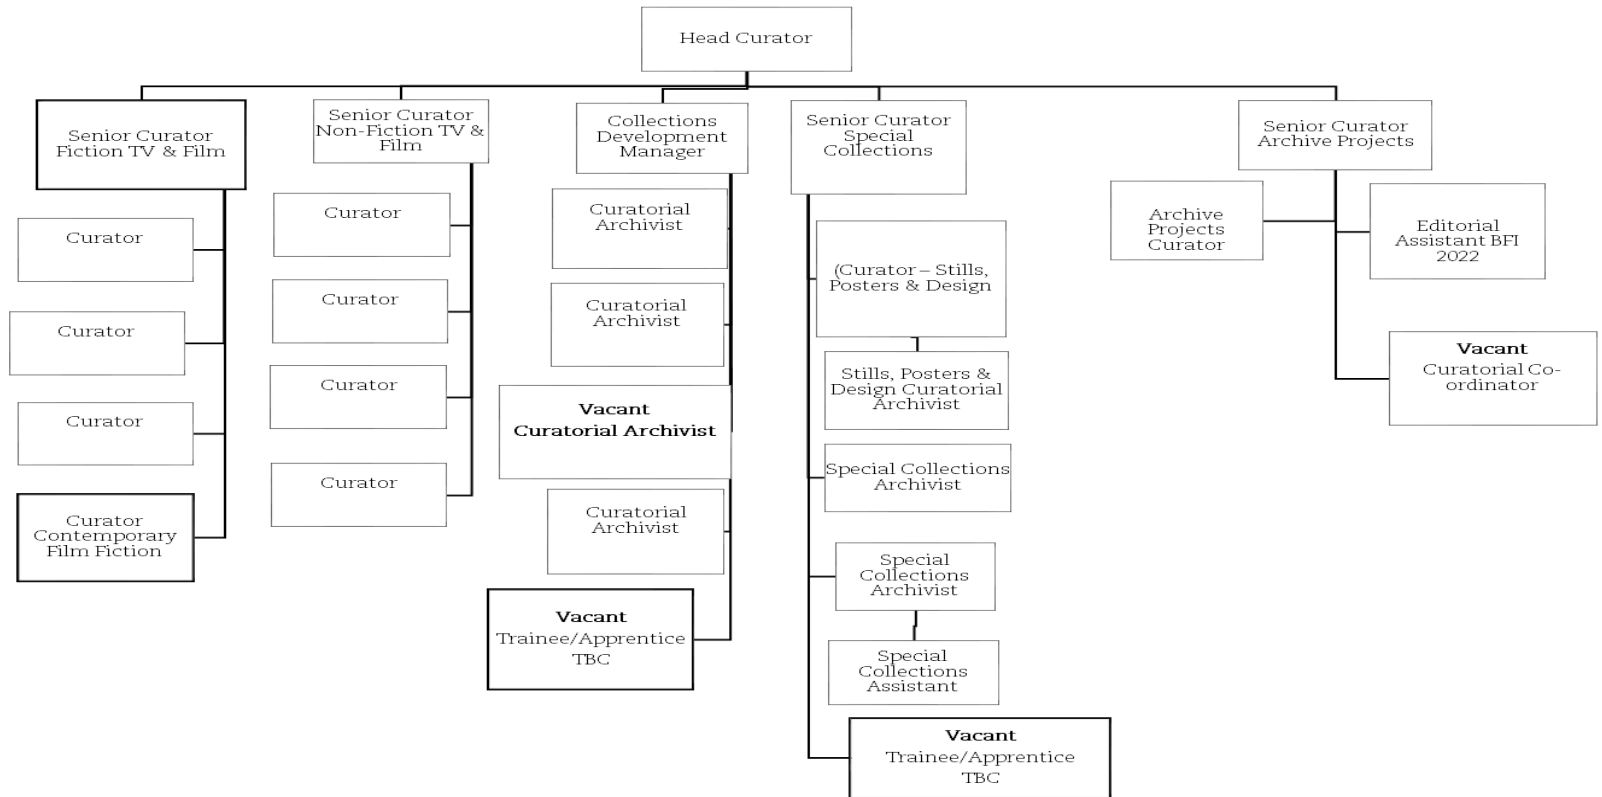 Head Curator
Senior Curator
Fiction TV & Film
Curator
Curator
Curator
Curator
Contemporary
Film Fiction
Senior Curator
Non-Fiction TV &
Film
Curator
Curator
Curator
Curator
Collections
Development
Manager
Curatorial
Archivist
Curatorial
Archivist
Vacant
Curatorial Archivist
Curatorial
Archivist
Vacant
Trainee/Apprentice
TBC
Senior Curator
Special
Collections
(Curator – Stills,
Posters & Design
Stills, Posters &
Design Curatorial
Archivist
Special Collections
Archivist
Special
Collections
Archivist
Special
Collections
Assistant
Vacant
Trainee/Apprentice
TBC
Senior Curator
Archive Projects
Archive
Projects
Curator
Editorial
Assistant BFI
2022
Vacant
Curatorial Co-
ordinator